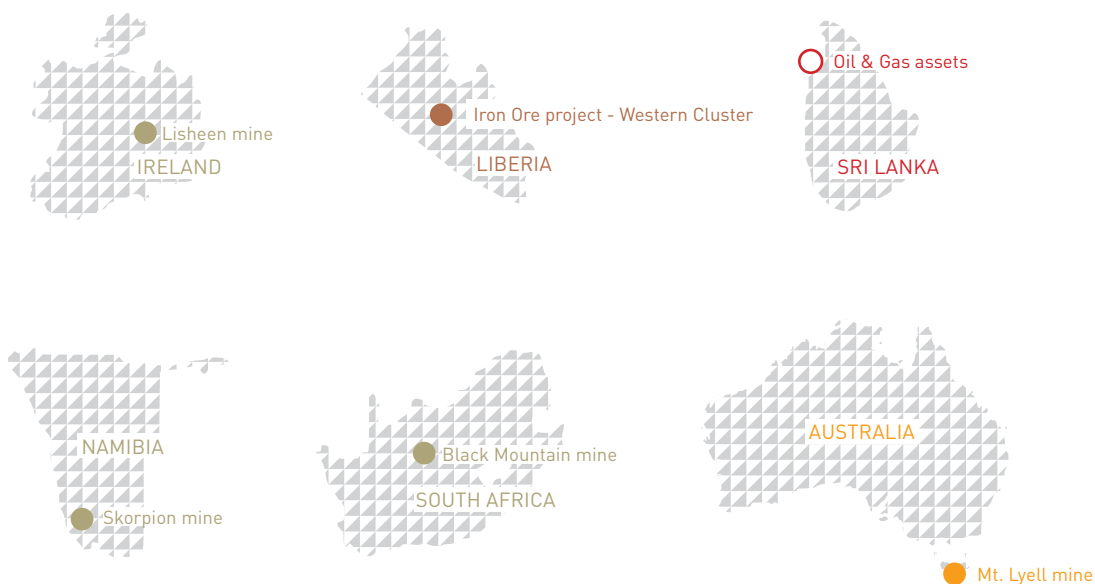 Lisheen mine
IRELAND
Iron Ore project - Western Cluster
LIBERIA
Oil & Gas assets
SRI LANKA
NAMIBIA
Skorpion mine
Black Mountain mine
SOUTH AFRICA
AUSTRALIA
Mt. Lyell mine